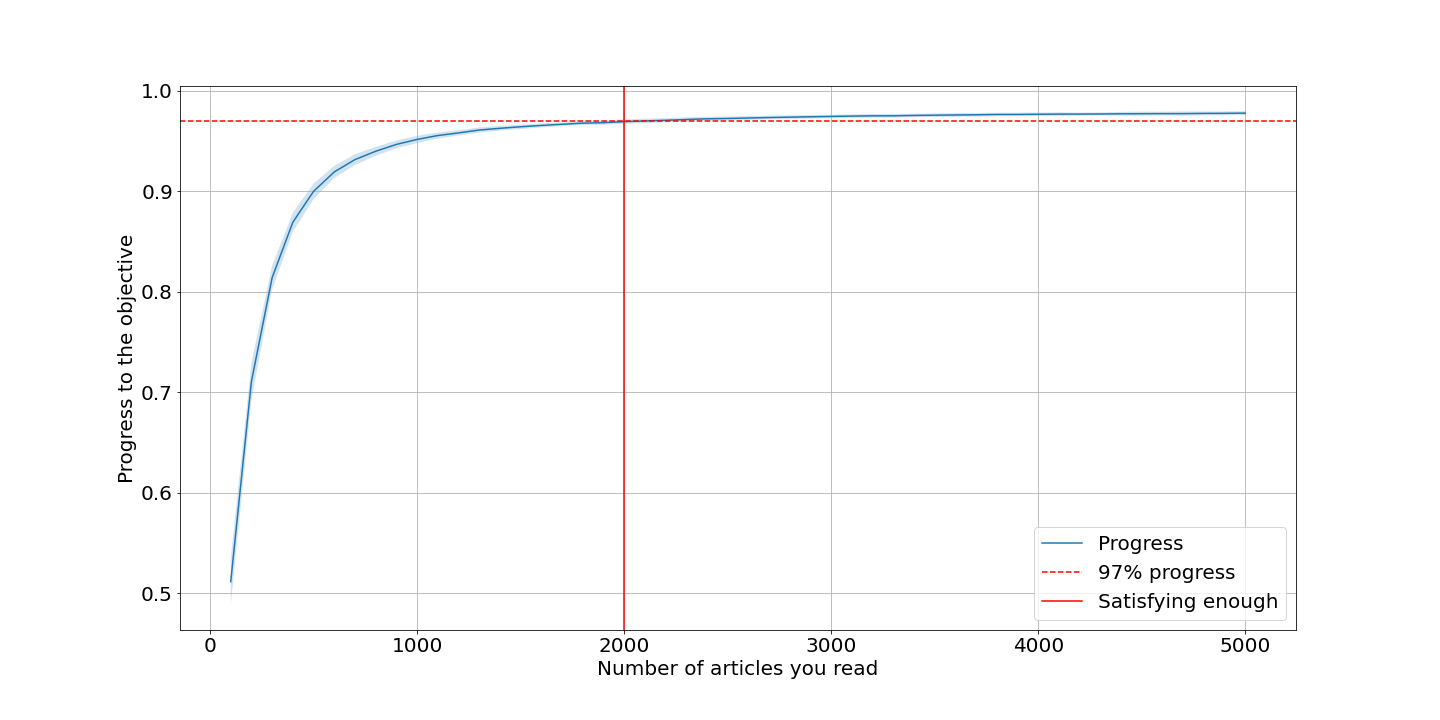 1.0
0.9
0.8
0.7
0.6
0.5
Progress to the objective
0 1000 2000 3000 4000 5000
Number of articles you read
Progress
97% progress
Satisfying enough